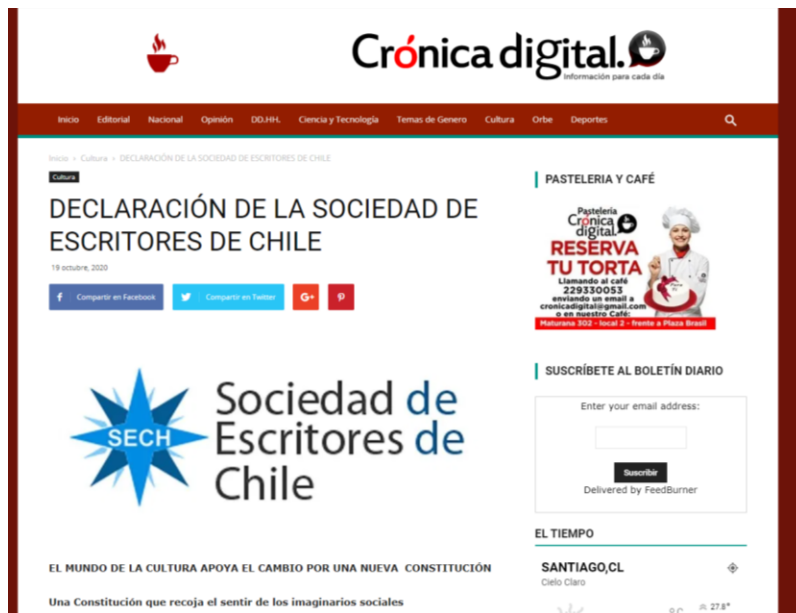 Crónica digital.
Información para cada día
Inicio Editorial Nacional Opinión DD.HH. Ciencia y Tecnología Temas de Genero Cultura Orbe Deportes
Inicio › Cultura › DECLARACIÓN DE LA SOCIEDAD DE ESCRITORES DE CHILE
Cultura
DECLARACIÓN DE LA SOCIEDAD DE
ESCRITORES DE CHILE
19 octubre, 2020
Compartir en Facebook
Compartir en Twitter
G+
SECH
Sociedad de
Escritores de
Chile
EL MUNDO DE LA CULTURA APOYA EL CAMBIO POR UNA NUEVA CONSTITUCIÓN
Una Constitución que recoja el sentir de los imaginarios sociales
PASTELERIA Y CAFÉ
Pastelería
Crónica
digital.
RESERVA
TU TORTA
Llamando al café
229330053
enviando un email a
cronicadigital@gmail.com
o en nuestro Café:
Maturana 302 - local 2 - frente a Plaza Brasil
SUSCRÍBETE AL BOLETÍN DIARIO
Enter your email address:
Suscribir
Delivered by FeedBurner
EL TIEMPO
SANTIAGO,CL
Cielo Claro
27.8°